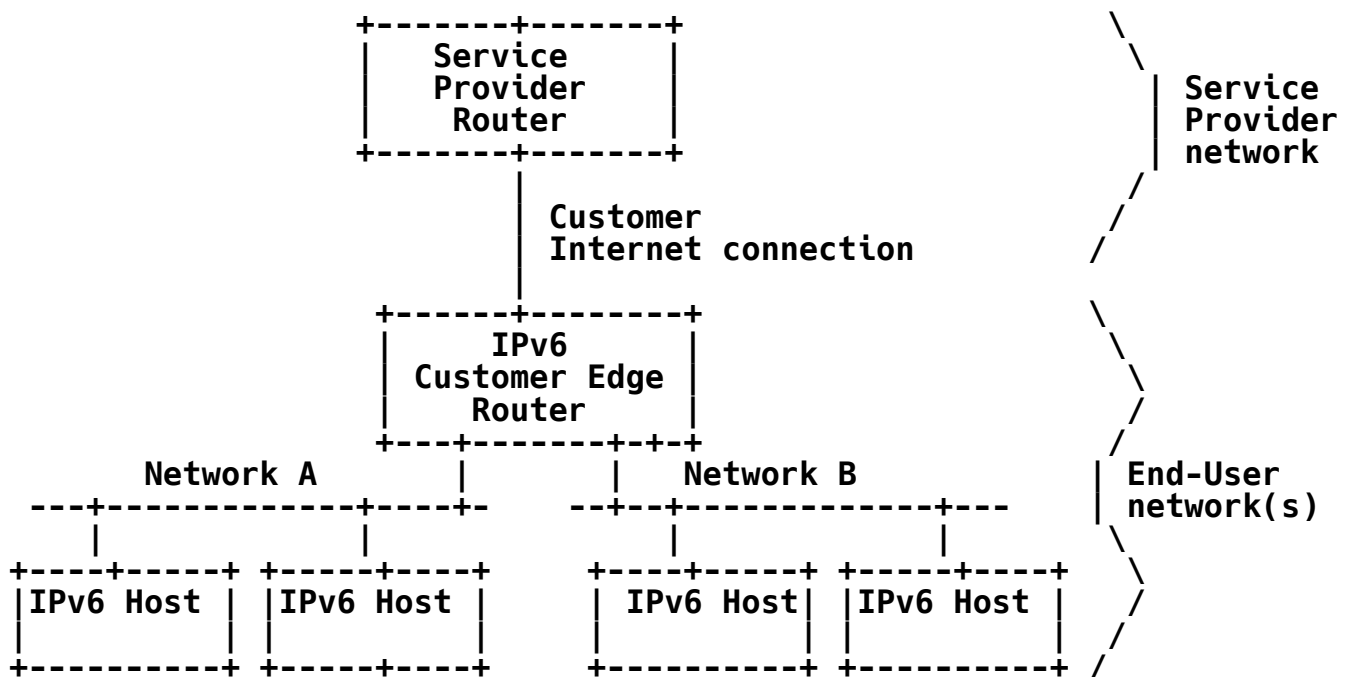 Service
Provider
Router
Service
Provider
network
Customer
Internet connection
IPv6
Customer Edge
Router
Network A
Network B
End-User
network(s)
IPv6 Host
IPv6 Host
IPv6 Host
IPv6 Host